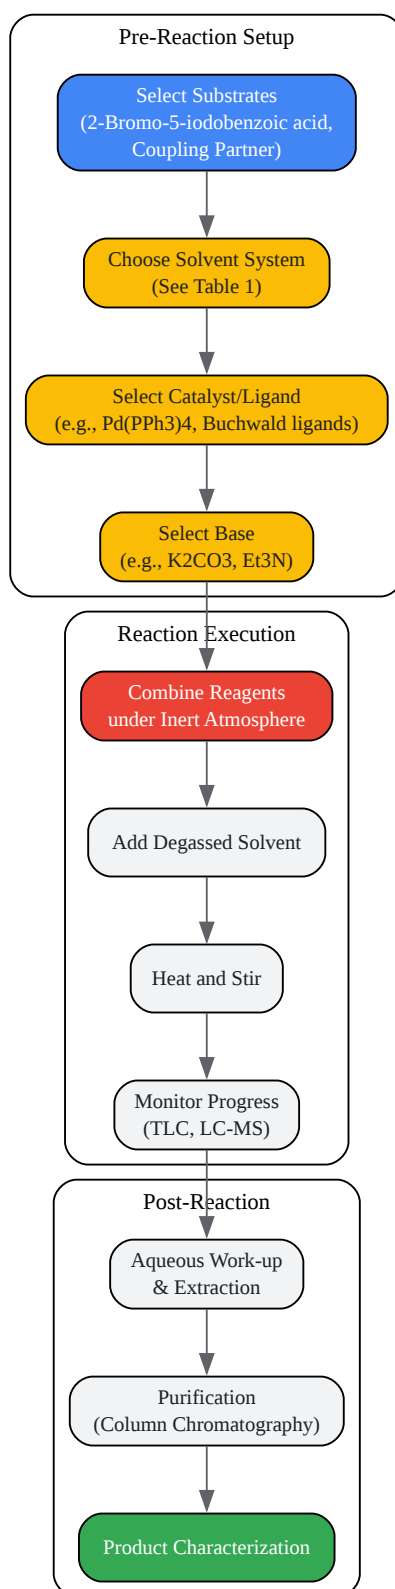 Pre-Reaction Setup
Select Substrates
(2-Bromo-5-iodobenzoic acid,
Coupling Partner)
Choose Solvent System
(See Table 1)
Select Catalyst/Ligand
(e.g., Pd(PPh3)4, Buchwald ligands)
Select Base
(e.g., K2CO3, Et3N)
Reaction Execution
Combine Reagents
under Inert Atmosphere
Add Degassed Solvent
Heat and Stir
Monitor Progress
(TLC, LC-MS)
Post-Reaction
Aqueous Work-up
& Extraction
Purification
(Column Chromatography)
Product Characterization